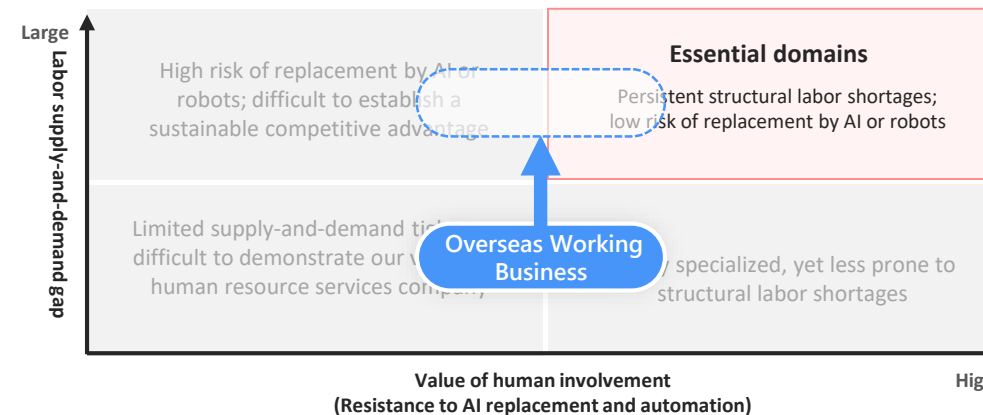 Large
Labor supply-and-demand gap
High risk of replacement by AI or
robots; difficult to establish a
sustainable competitive advantage
Essential domains
Persistent structural labor shortages;
low risk of replacement by AI or robots
Limited supply-and-demand
difficult to demonstrate our
human resource services company
Overseas Working
Business
specialized, yet less prone to
structural labor shortages
Value of human involvement
(Resistance to AI replacement and automation)